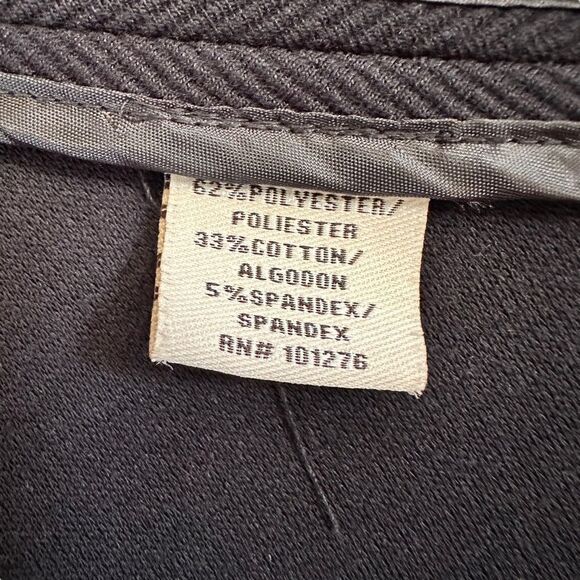 62%POLYESTER/
POLIESTER
33%COTTON/
ALGODON
5%SPANDEX/
SPANDEX
RN# 101276